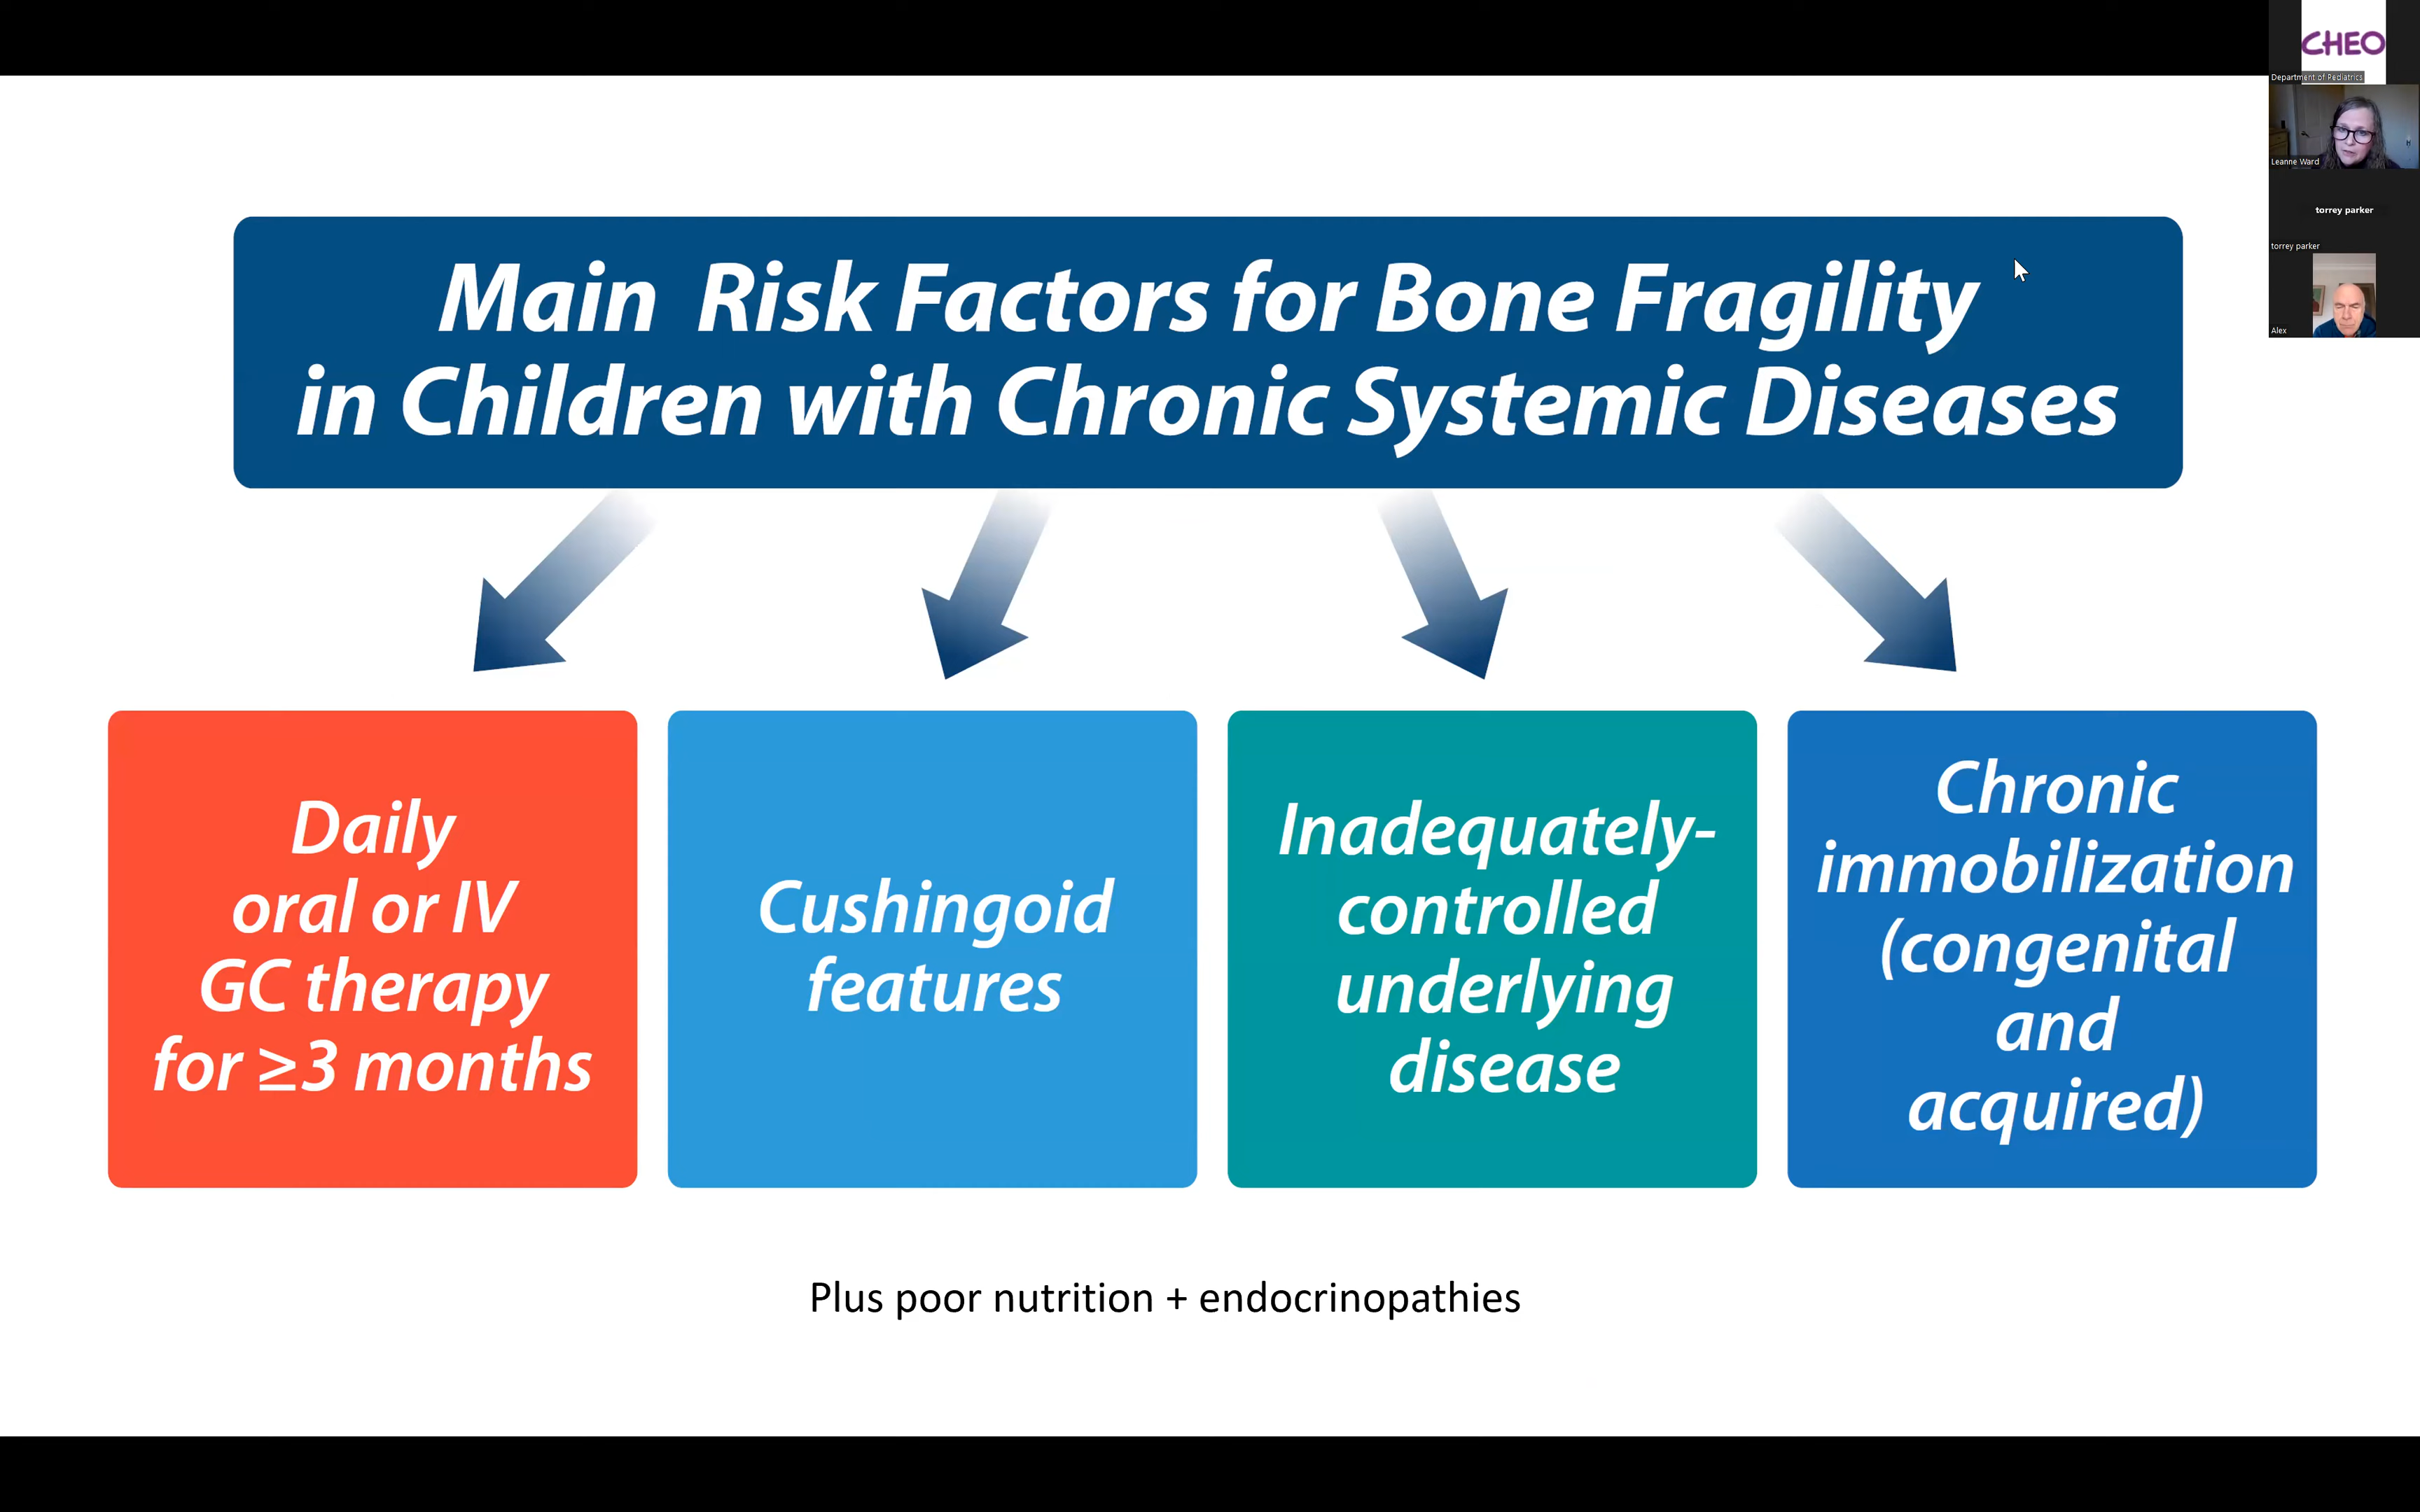 CHEO
Department of Pediatrics
Leanne Ward
torrey parker
torrey parker
Alex
Main Risk Factors for Bone Fragility
in Children with Chronic Systemic Diseases
Daily
oral or IV
GC therapy
for ≥3 months
Cushingoid
features
Inadequately-
controlled
underlying
disease
Chronic
immobilization
(congenital
and
acquired)
Plus poor nutrition + endocrinopathies